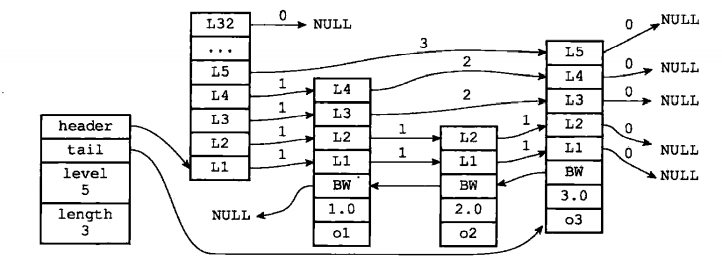 L32 0 NULL
...
L5 3 L5 0 NULL
L4 1 L4 2 L4 0 NULL
L3 1 L3 2 L3 0 NULL
L2 1 L2 1 L2 1 L2 0 NULL
L1 1 L1 1 L1 1 L1 0 NULL
header
tail
level
5
length
3
NULL BW BW BW
1.0 2.0 3.0
o1 o2 o3